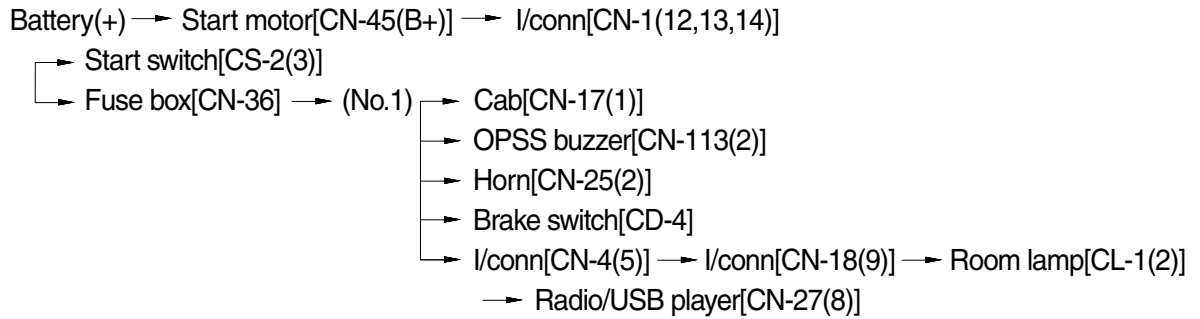 Battery(+) → Start motor[CN-45(B+)] → I/conn[CN-1(12,13,14)]
→ Start switch[CS-2(3)]
→ Fuse box[CN-36] → (No.1) → Cab[CN-17(1)]
→ OPSS buzzer[CN-113(2)]
→ Horn[CN-25(2)]
→ Brake switch[CD-4]
→ I/conn[CN-4(5)] → I/conn[CN-18(9)] → Room lamp[CL-1(2)]
→ Radio/USB player[CN-27(8)]